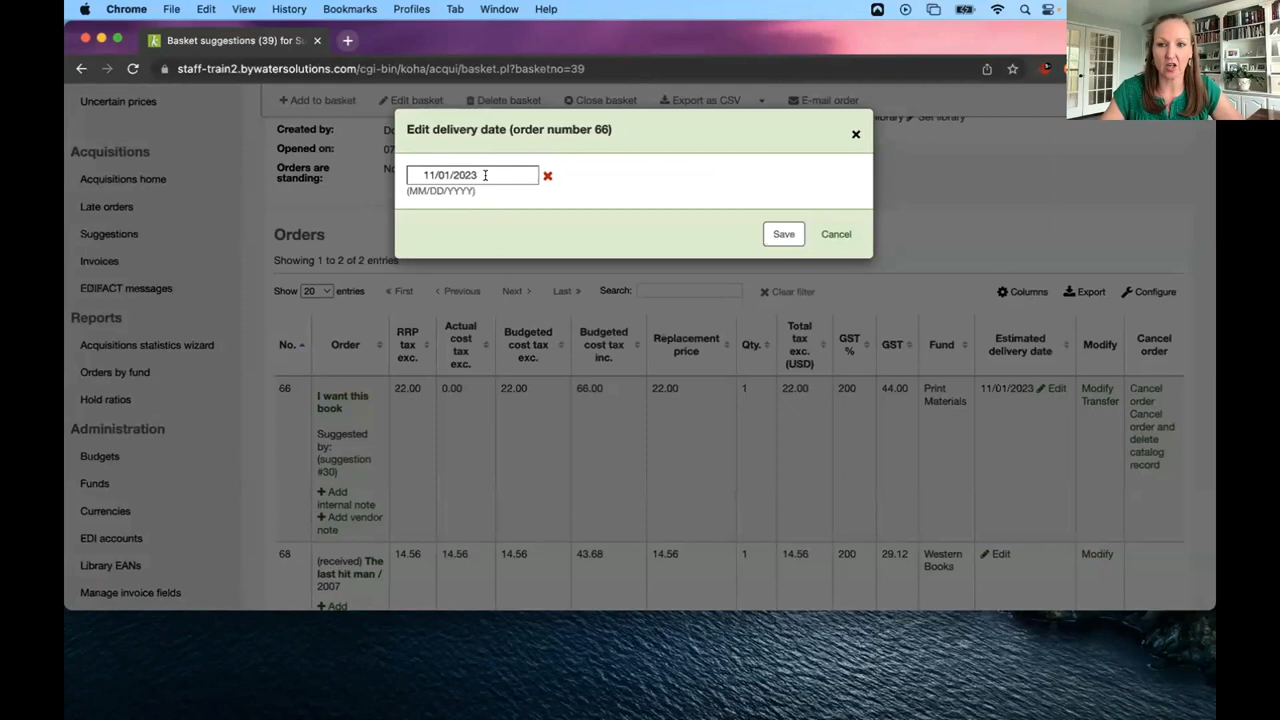 Chrome File Edit View History Bookmarks Profiles Tab Window Help
Basket suggestions (39) for S
staff-train2.bywatersolutions.com/cgi-bin/koha/acqui/basket.pl?basketno=39
Uncertain prices
Acquisitions
Acquisitions home
Late orders
Suggestions
Invoices
EDIFACT messages
Reports
Acquisitions statistics wizard
Orders by fund
Hold ratios
Administration
Budgets
Funds
Currencies
EDI accounts
Library EANs
Manage invoice fields
+ Add to basket Edit basket Delete basket Close basket Export as CSV E-mail order
Created by: Do
Opened on: 07
Orders are standing: No
library Set library
Edit delivery date (order number 66)
11/01/2023
(MM/DD/YYYY)
Save Cancel
Orders
Showing 1 to 2 of 2 entries
Show 20 entries « First < Previous Next > Last » Search: Clear filter Columns Export Configure
No. Order RRP tax exc. Actual cost tax exc. Budgeted cost tax exc. Budgeted cost tax inc. Replacement price Qty. Total tax exc. (USD) GST % GST Fund Estimated delivery date Modify Cancel order
66 I want this book 22.00 0.00 22.00 66.00 22.00 1 22.00 200 44.00 Print Materials 11/01/2023 Edit Modify Transfer Cancel order Cancel order and delete catalog record
Suggested by: (suggestion #30)
+ Add internal note
+ Add vendor note
68 (received) The last hit man / 2007 14.56 14.56 14.56 43.68 14.56 1 14.56 200 29.12 Western Books Edit Modify
+ Add